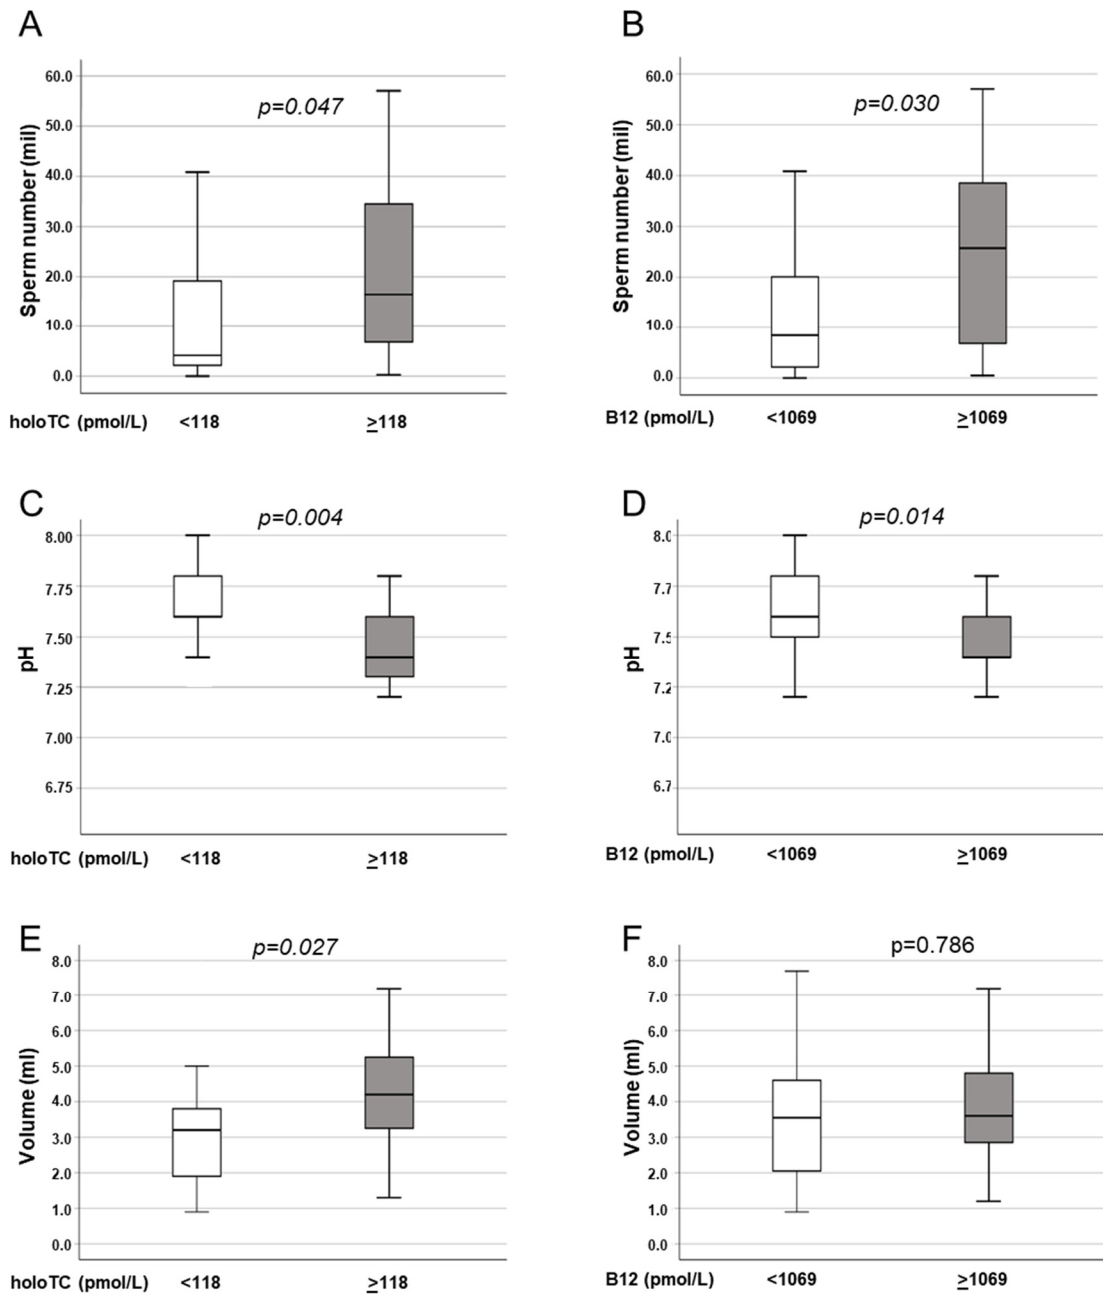 A
p=0.047
Sperm number (mil)
60.0
50.0
40.0
30.0
20.0
10.0
0.0
holoTC (pmol/L) <118 ≥118
B
p=0.030
Sperm number (mil)
60.0
50.0
40.0
30.0
20.0
10.0
0.0
B12 (pmol/L) <1069 ≥1069
C
p=0.004
pH
8.00
7.75
7.50
7.25
7.00
6.75
holoTC (pmol/L) <118 ≥118
D
p=0.014
pH
8.0
7.7
7.5
7.2
7.0
6.7
B12 (pmol/L) <1069 ≥1069
E
p=0.027
Volume (ml)
8.0
7.0
6.0
5.0
4.0
3.0
2.0
1.0
0.0
holoTC (pmol/L) <118 ≥118
F
p=0.786
Volume (ml)
8.0
7.0
6.0
5.0
4.0
3.0
2.0
1.0
0.0
B12 (pmol/L) <1069 ≥1069